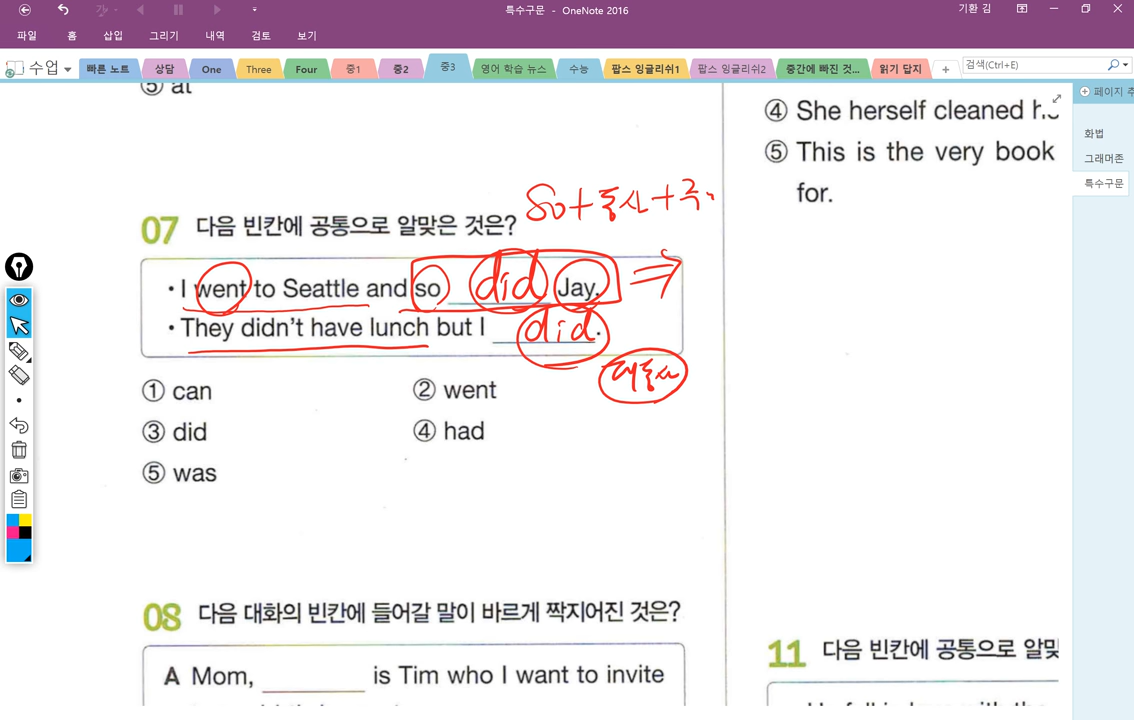 특수구문 - OneNote 2016
기환 김
파일 홈 삽입 그리기 내역 검토 보기
수업 빠른 노트 상담 One Three Four 중1 중2 중3 영어 학습 뉴스 수능 팝스 잉글리쉬1 팝스 잉글리쉬2 중간에 빠진 것... 읽기 답지 + 검색(Ctrl+E)
페이지 추
화법
그래머존
특수구문
⑤ at
so+동사+주
07 다음 빈칸에 공통으로 알맞은 것은?
• I went to Seattle and so did Jay.
• They didn't have lunch but I did.
대동사
① can ② went
③ did ④ had
⑤ was
08 다음 대화의 빈칸에 들어갈 말이 바르게 짝지어진 것은?
A Mom, ________ is Tim who I want to invite
④ She herself cleaned
⑤ This is the very book
for.
11 다음 빈칸에 공통으로 알맞